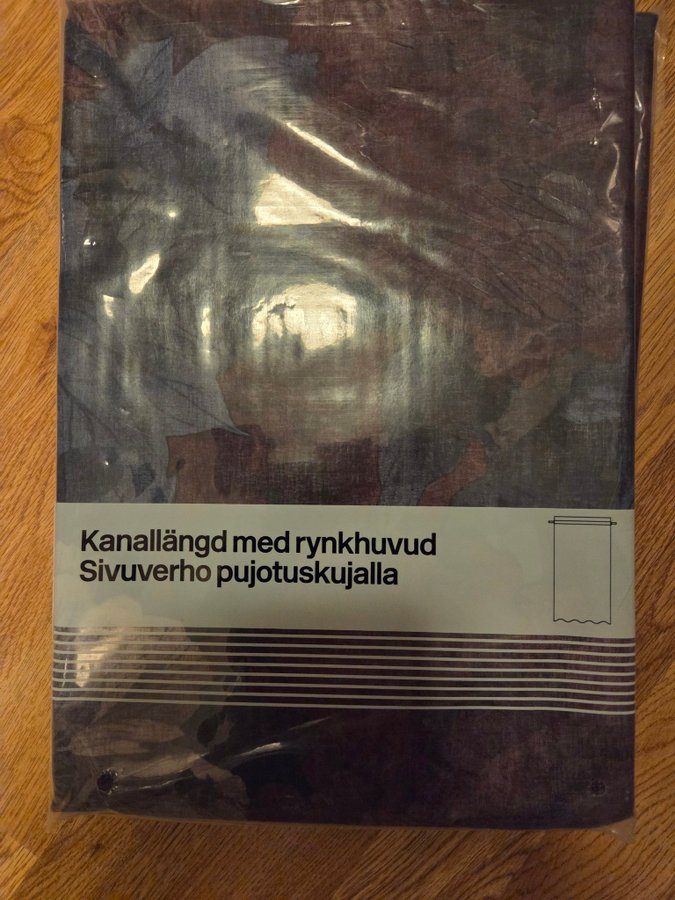 Kanallängd med rynkhuvud
Sivuverho pujotuskujalla